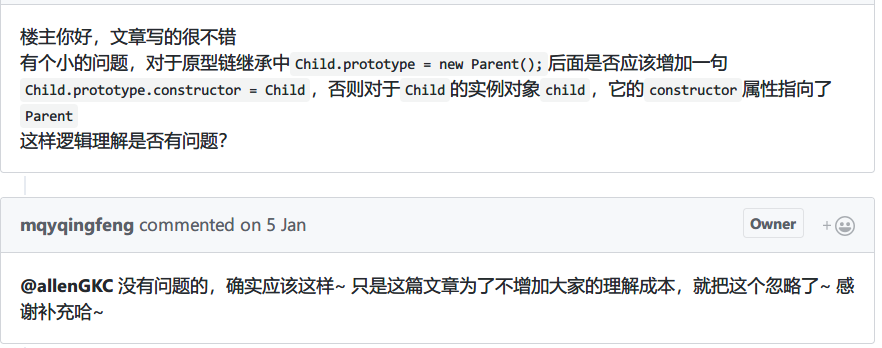 楼主你好，文章写的很不错
有个小的问题，对于原型链继承中 Child.prototype = new Parent(); 后面是否应该增加一句
Child.prototype.constructor = Child ，否则对于 Child 的实例对象 child ，它的 constructor 属性指向了
Parent
这样逻辑理解是否有问题？
mqyqingfeng commented on 5 Jan
Owner
@allenGKC 没有问题的，确实应该这样~ 只是这篇文章为了不增加大家的理解成本，就把这个忽略了~ 感
谢补充哈~